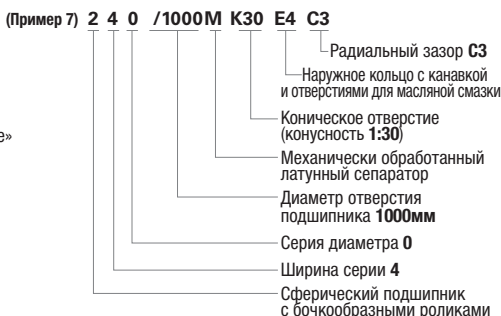 (Пример 7) 2 4 0 /1000 M K30 E4 C3
Радиальный зазор C3
Наружное кольцо с канавкой
и отверстиями для масляной смазки
Коническое отверстие
(конусность 1:30)
е»
Механически обработанный
латунный сепаратор
Диаметр отверстия
подшипника 1000мм
Серия диаметра 0
Ширина серии 4
Сферический подшипник
с бочкообразными роликами